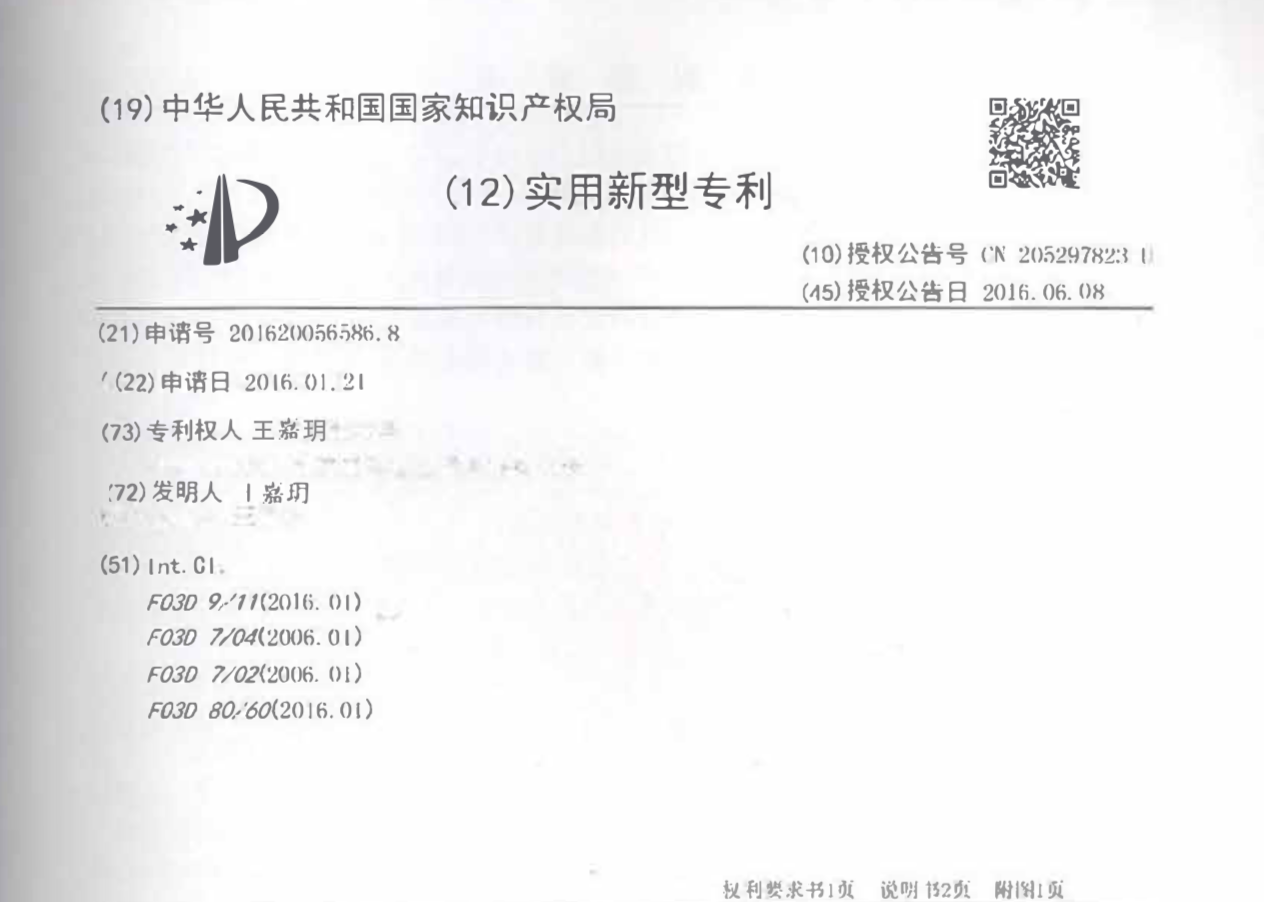 (19)中华人民共和国国家知识产权局
(12)实用新型专利
(10)授权公告号 CN 205297823 U
(45)授权公告日 2016.06.08
(21)申请号 201620056586.8
(22)申请日 2016.01.21
(73)专利权人 王嘉玥
(72)发明人 嘉玥
(51)Int.Cl.
F03D 9/11(2016.01)
F03D 7/04(2006.01)
F03D 7/02(2006.01)
F03D 80/60(2016.01)
权利要求书1页 说明书2页 附图1页